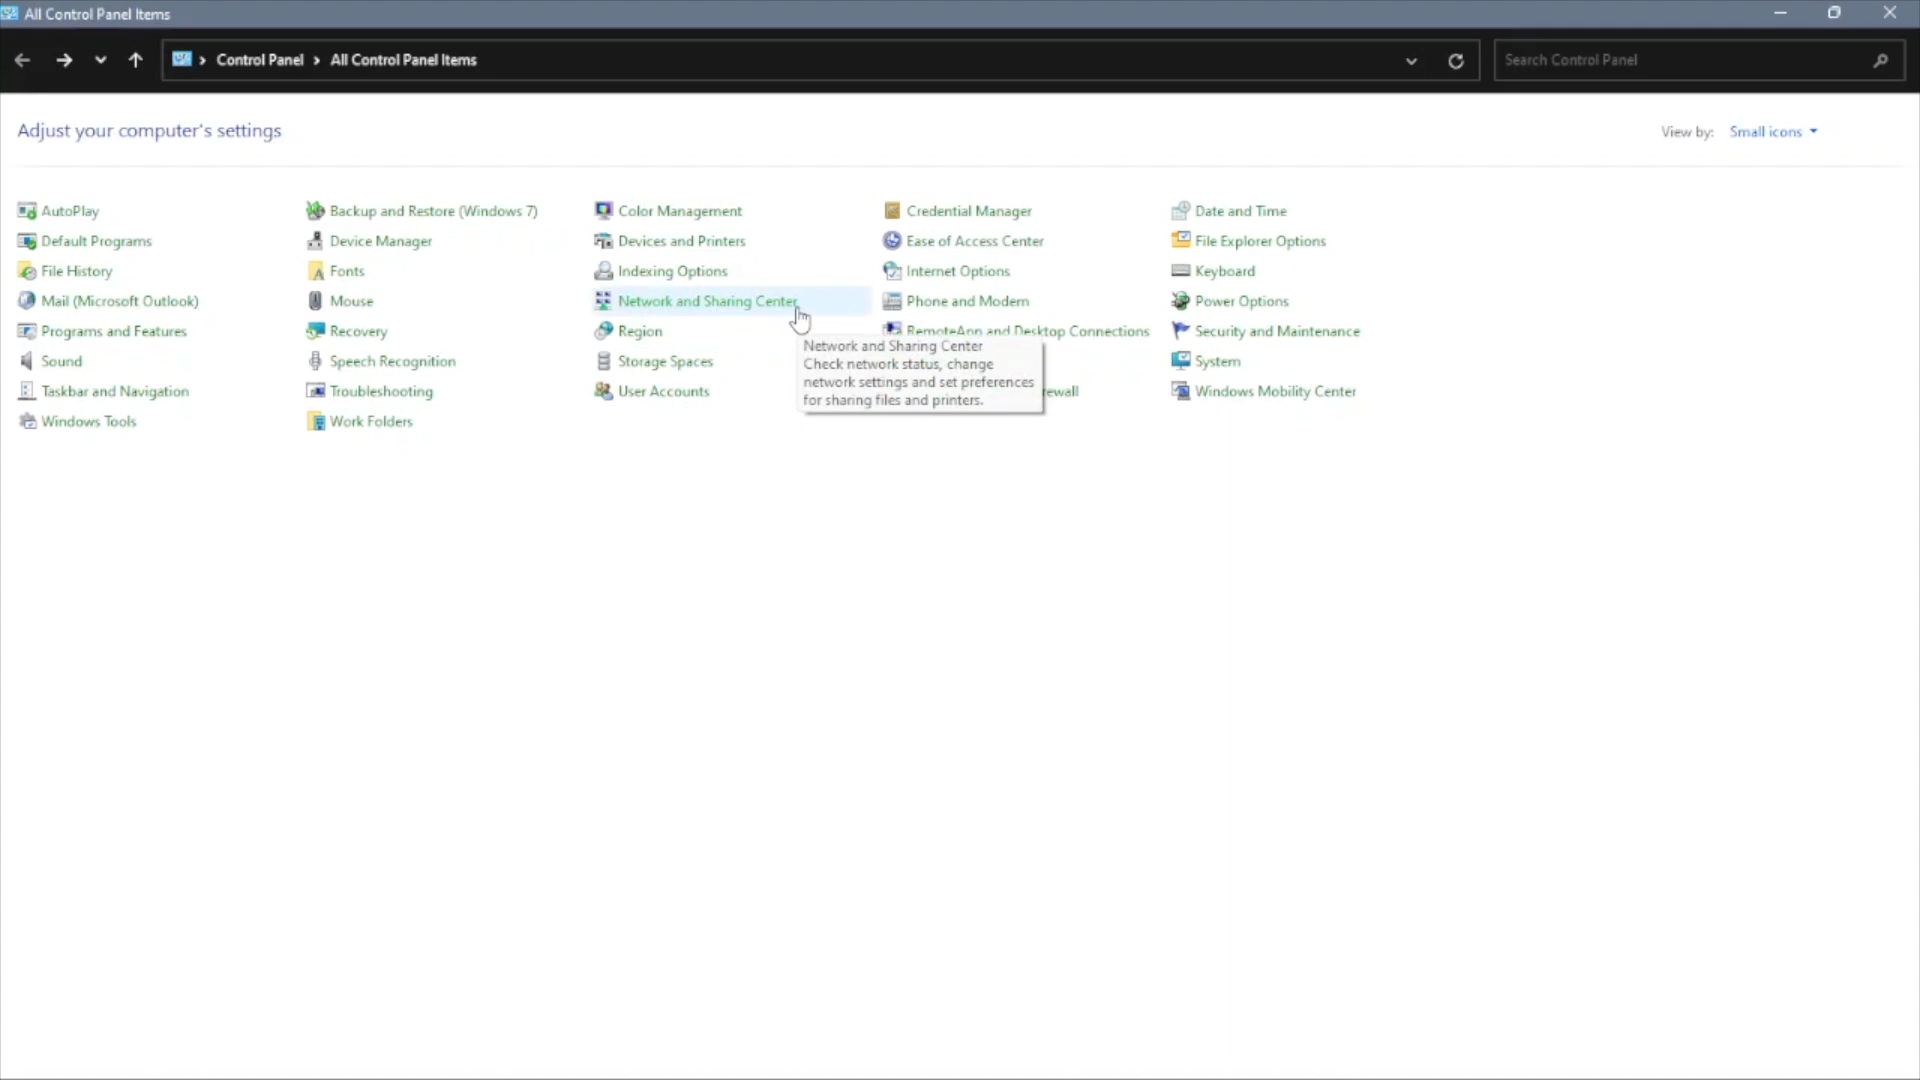 All Control Panel Items
Control Panel > All Control Panel Items
Search Control Panel
Adjust your computer's settings
View by: Small icons
AutoPlay
Backup and Restore (Windows 7)
Color Management
Credential Manager
Date and Time
Default Programs
Device Manager
Devices and Printers
Ease of Access Center
File Explorer Options
File History
Fonts
Indexing Options
Internet Options
Keyboard
Mail (Microsoft Outlook)
Mouse
Network and Sharing Center
Phone and Modem
Power Options
Programs and Features
Recovery
Region
RemoteApp and Desktop Connections
Security and Maintenance
Sound
Speech Recognition
Storage Spaces
System
Taskbar and Navigation
Troubleshooting
User Accounts
Windows Mobility Center
Windows Tools
Work Folders
Network and Sharing Center
Check network status, change
network settings and set preferences
for sharing files and printers.